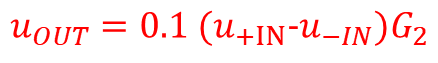 u_OUT = 0.1 (u_+IN-u_−IN)G_2